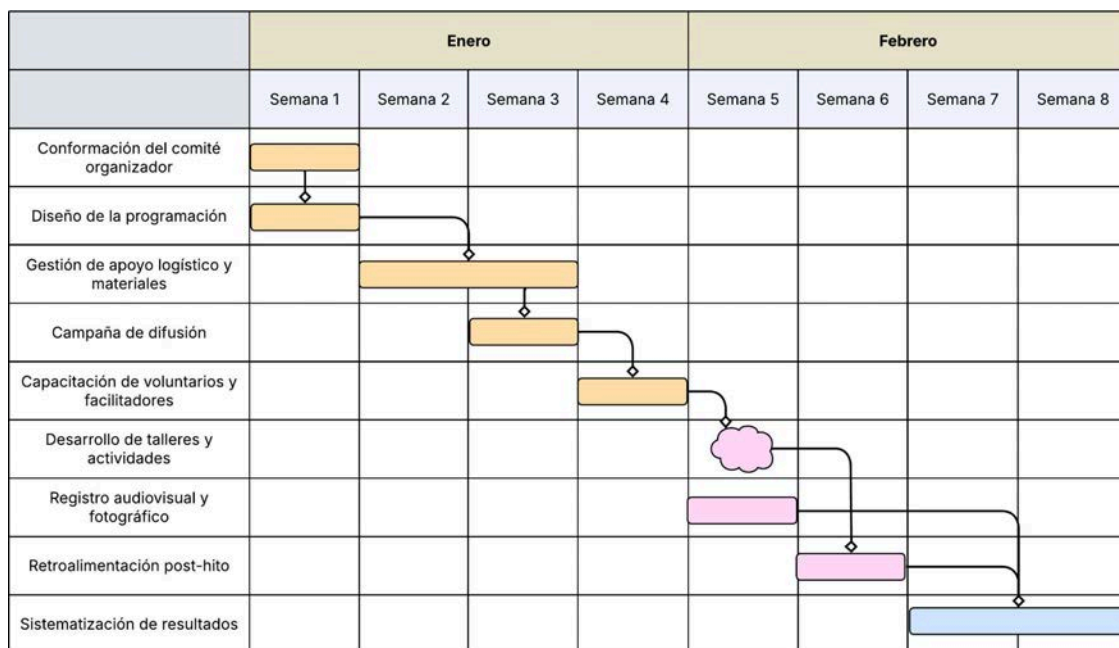 Enero
Febrero
Semana 1
Semana 2
Semana 3
Semana 4
Semana 5
Semana 6
Semana 7
Semana 8
Conformación del comité
organizador
Diseño de la programación
Gestión de apoyo logístico y
materiales
Campaña de difusión
Capacitación de voluntarios y
facilitadores
Desarrollo de talleres y
actividades
Registro audiovisual y
fotográfico
Retroalimentación post-hito
Sistematización de resultados